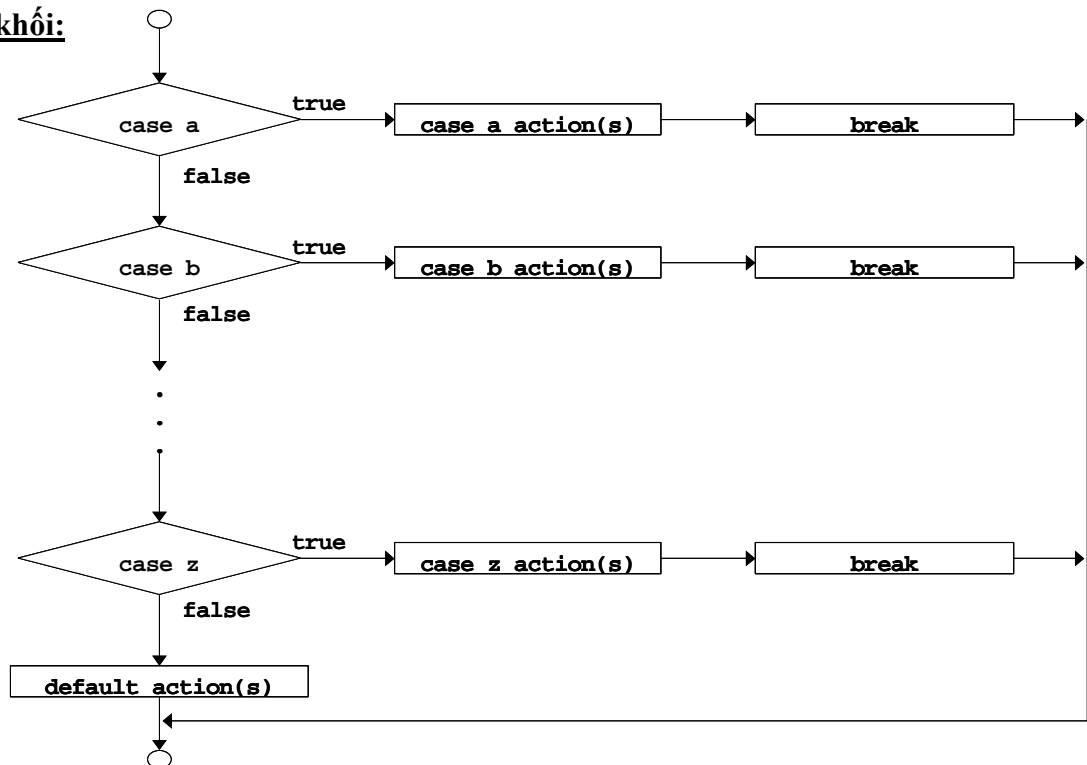 khối:
true
case a
case a action(s)
break
false
true
case b
case b action(s)
break
false
.
.
.
true
case z
case z action(s)
break
false
default action(s)